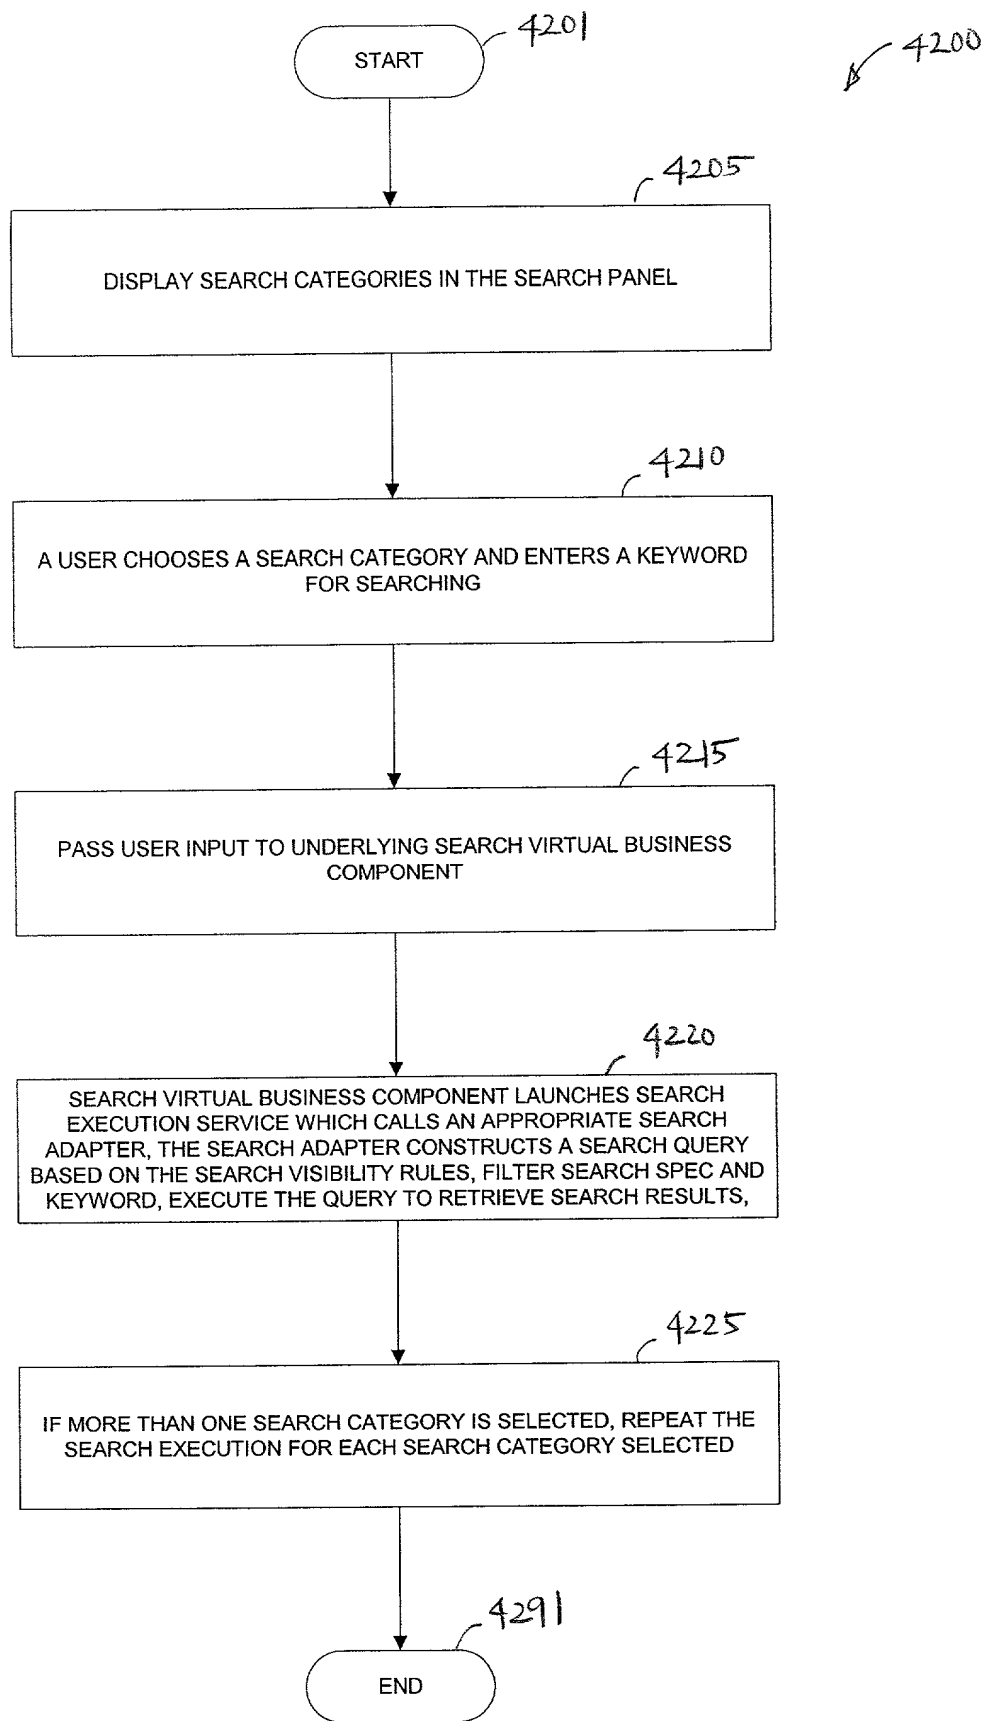 4201
START
4200
4205
DISPLAY SEARCH CATEGORIES IN THE SEARCH PANEL
4210
A USER CHOOSES A SEARCH CATEGORY AND ENTERS A KEYWORD
FOR SEARCHING
4215
PASS USER INPUT TO UNDERLYING SEARCH VIRTUAL BUSINESS
COMPONENT
4220
SEARCH VIRTUAL BUSINESS COMPONENT LAUNCHES SEARCH
EXECUTION SERVICE WHICH CALLS AN APPROPRIATE SEARCH
ADAPTER, THE SEARCH ADAPTER CONSTRUCTS A SEARCH QUERY
BASED ON THE SEARCH VISIBILITY RULES, FILTER SEARCH SPEC AND
KEYWORD, EXECUTE THE QUERY TO RETRIEVE SEARCH RESULTS,
4225
IF MORE THAN ONE SEARCH CATEGORY IS SELECTED, REPEAT THE
SEARCH EXECUTION FOR EACH SEARCH CATEGORY SELECTED
4291
END